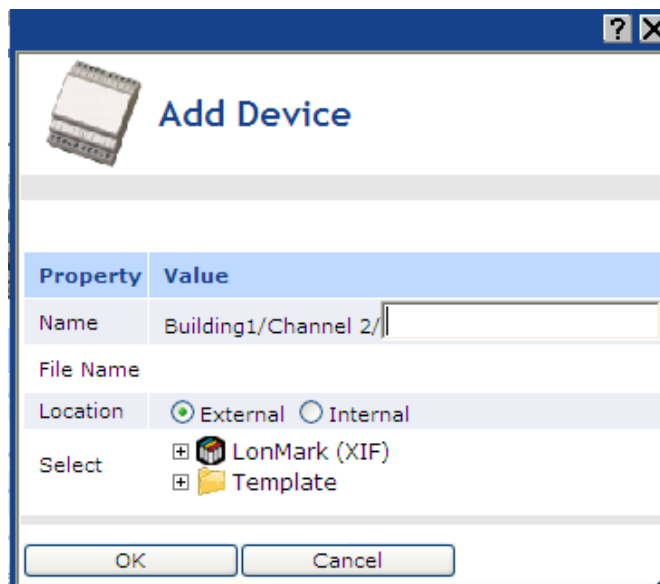 Add Device
Property Value
Name Building1/Channel 2/
File Name
Location External Internal
Select LonMark (XIF)
Template
OK Cancel